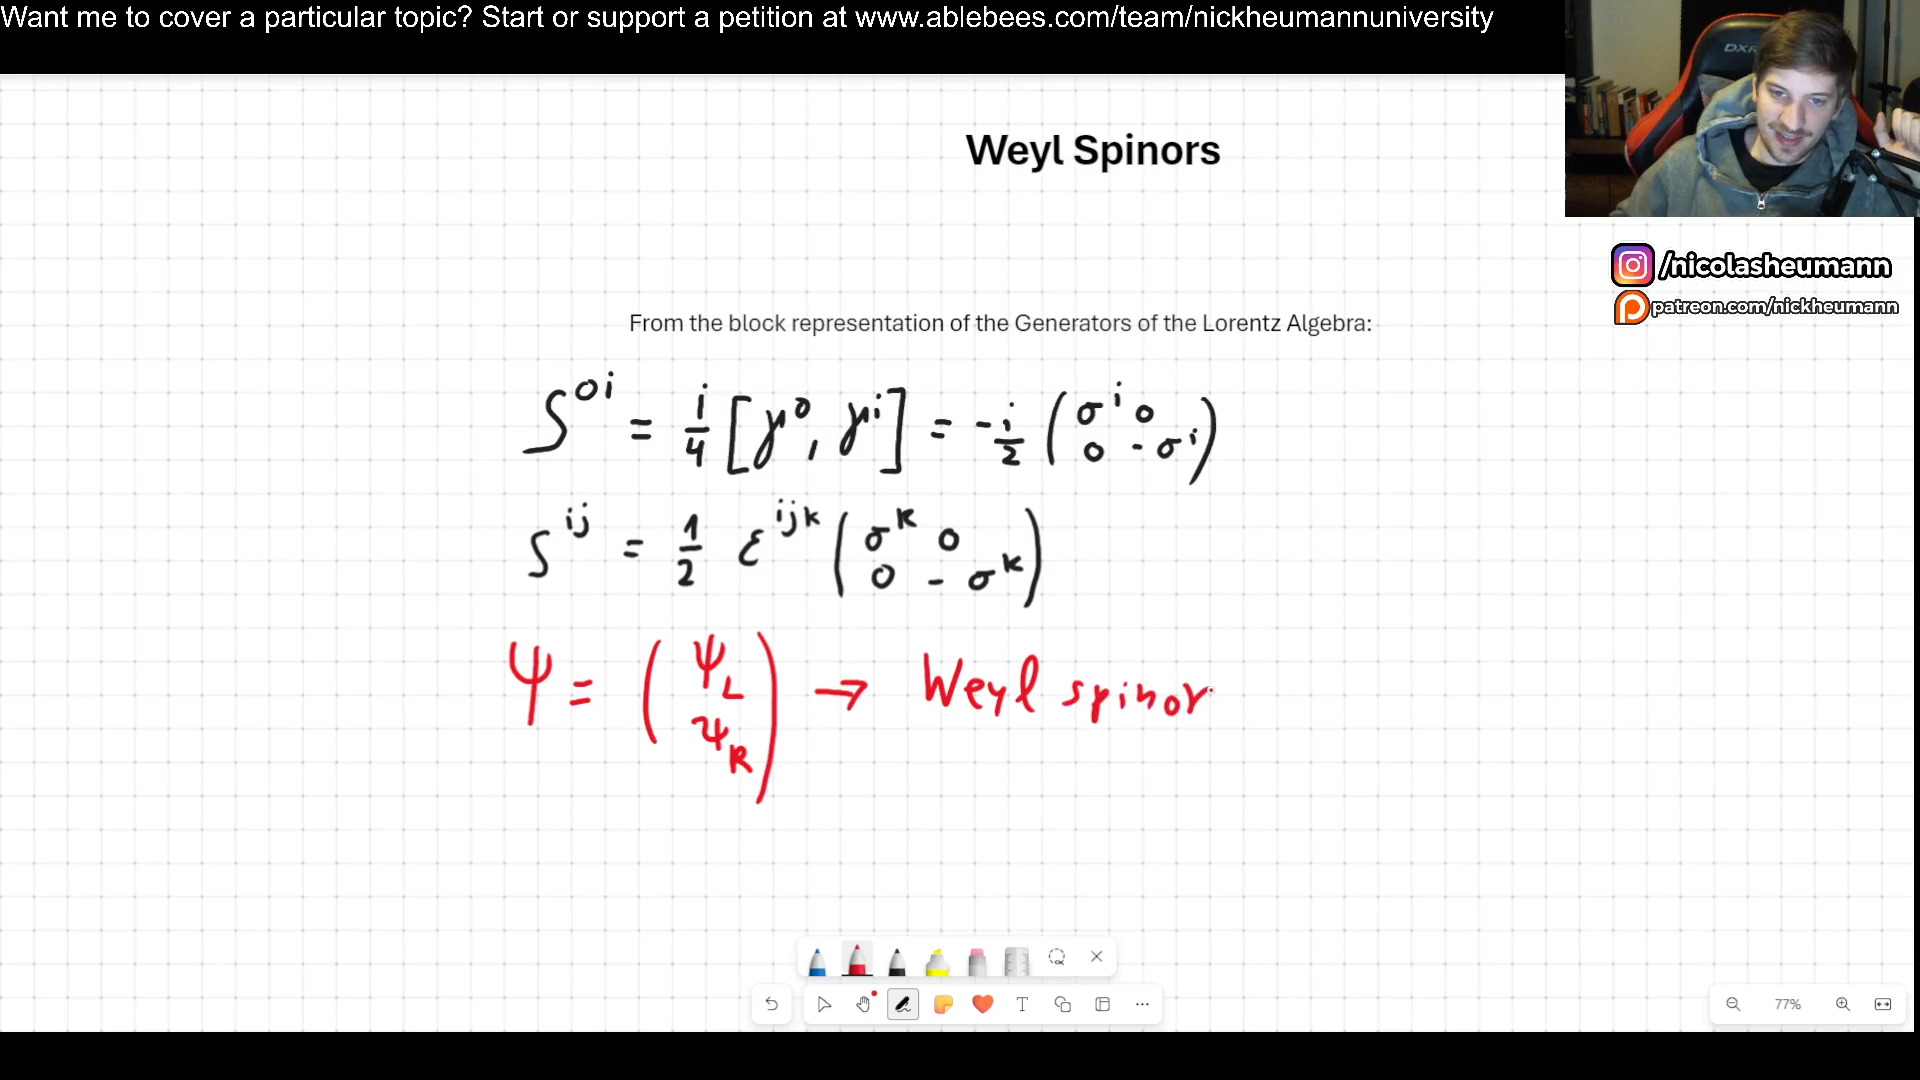 Want me to cover a particular topic? Start or support a petition at www.ablebees.com/team/nickheumannuniversity
DXR
Weyl Spinors
/nicolasheumann
patreon.com/nickheumann
From the block representation of the Generators of the Lorentz Algebra:
S^{0i} = i/4 [γ^0, γ^i] = -i/2 ( σ^i 0 ; 0 -σ^i )
S^{ij} = 1/2 ε^{ijk} ( σ^k 0 ; 0 -σ^k )
Ψ = ( Ψ_L ; Ψ_R ) → Weyl spinor
T
77%